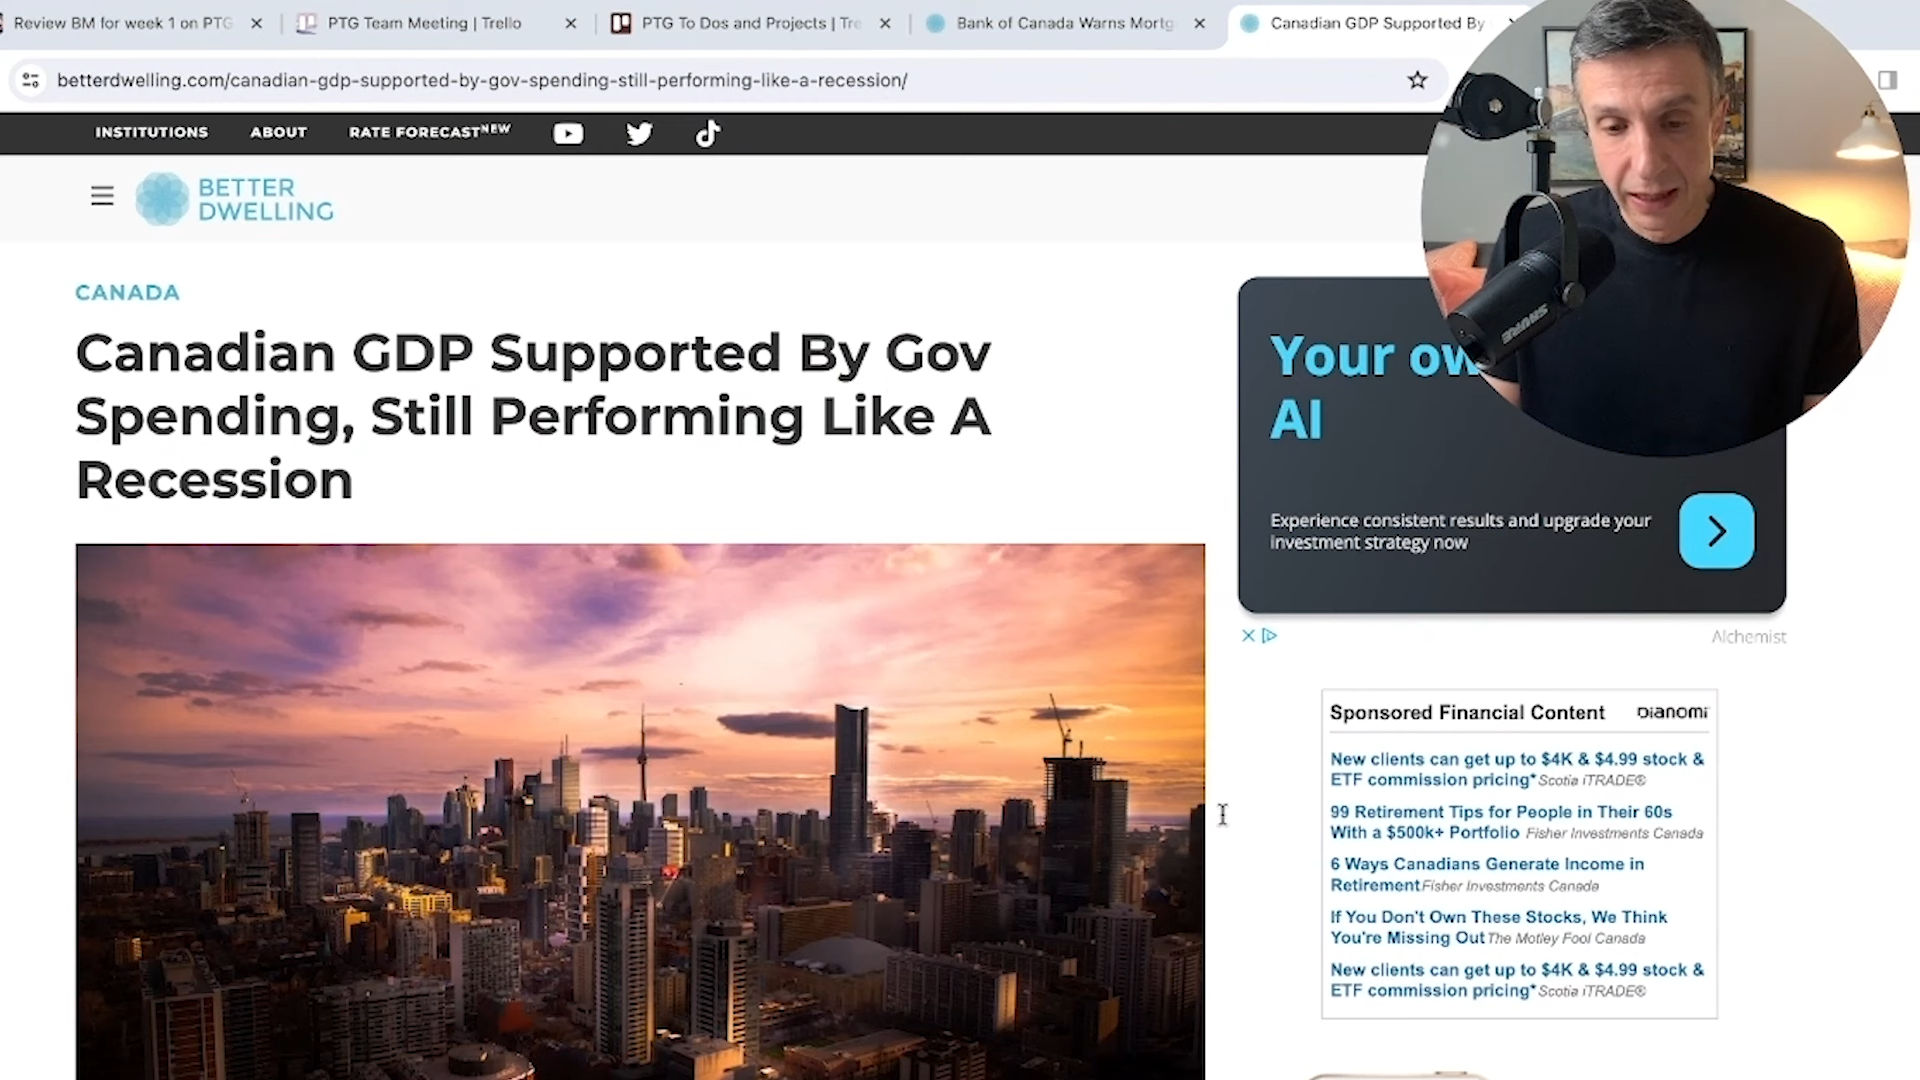 Review BM for week 1 on PTG
PTG Team Meeting | Trello
PTG To Dos and Projects | Tre
Bank of Canada Warns Mortg
Canadian GDP Supported By
betterdwelling.com/canadian-gdp-supported-by-gov-spending-still-performing-like-a-recession/
INSTITUTIONS
ABOUT
RATE FORECASTNEW
BETTER
DWELLING
CANADA
Canadian GDP Supported By Gov
Spending, Still Performing Like A
Recession
Your ow
AI
Experience consistent results and upgrade your
investment strategy now
Alchemist
SHURE
Sponsored Financial Content
DIANOMI
New clients can get up to $4K & $4.99 stock &
ETF commission pricing* Scotia iTRADE®
99 Retirement Tips for People in Their 60s
With a $500k+ Portfolio Fisher Investments Canada
6 Ways Canadians Generate Income in
Retirement Fisher Investments Canada
If You Don't Own These Stocks, We Think
You're Missing Out The Motley Fool Canada
New clients can get up to $4K & $4.99 stock &
ETF commission pricing* Scotia iTRADE®